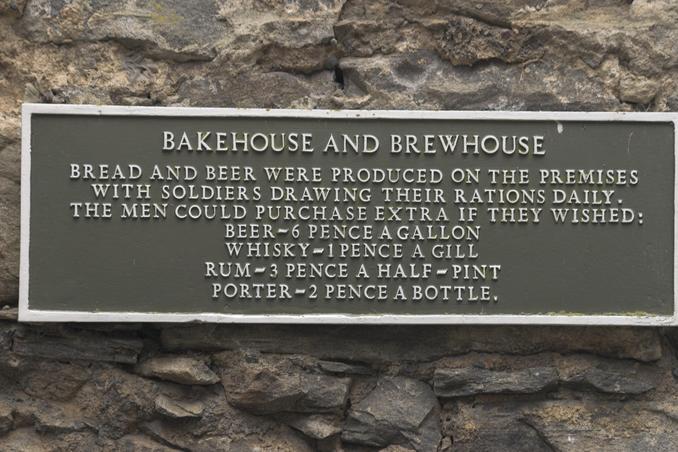 BAKEHOUSE AND BREWHOUSE
BREAD AND BEER WERE PRODUCED ON THE PREMISES
WITH SOLDIERS DRAWING THEIR RATIONS DAILY.
THE MEN COULD PURCHASE EXTRA IF THEY WISHED:
BEER-6 PENCE A GALLON
WHISKY-1 PENCE A GILL
RUM-3 PENCE A HALF-PINT
PORTER-2 PENCE A BOTTLE.